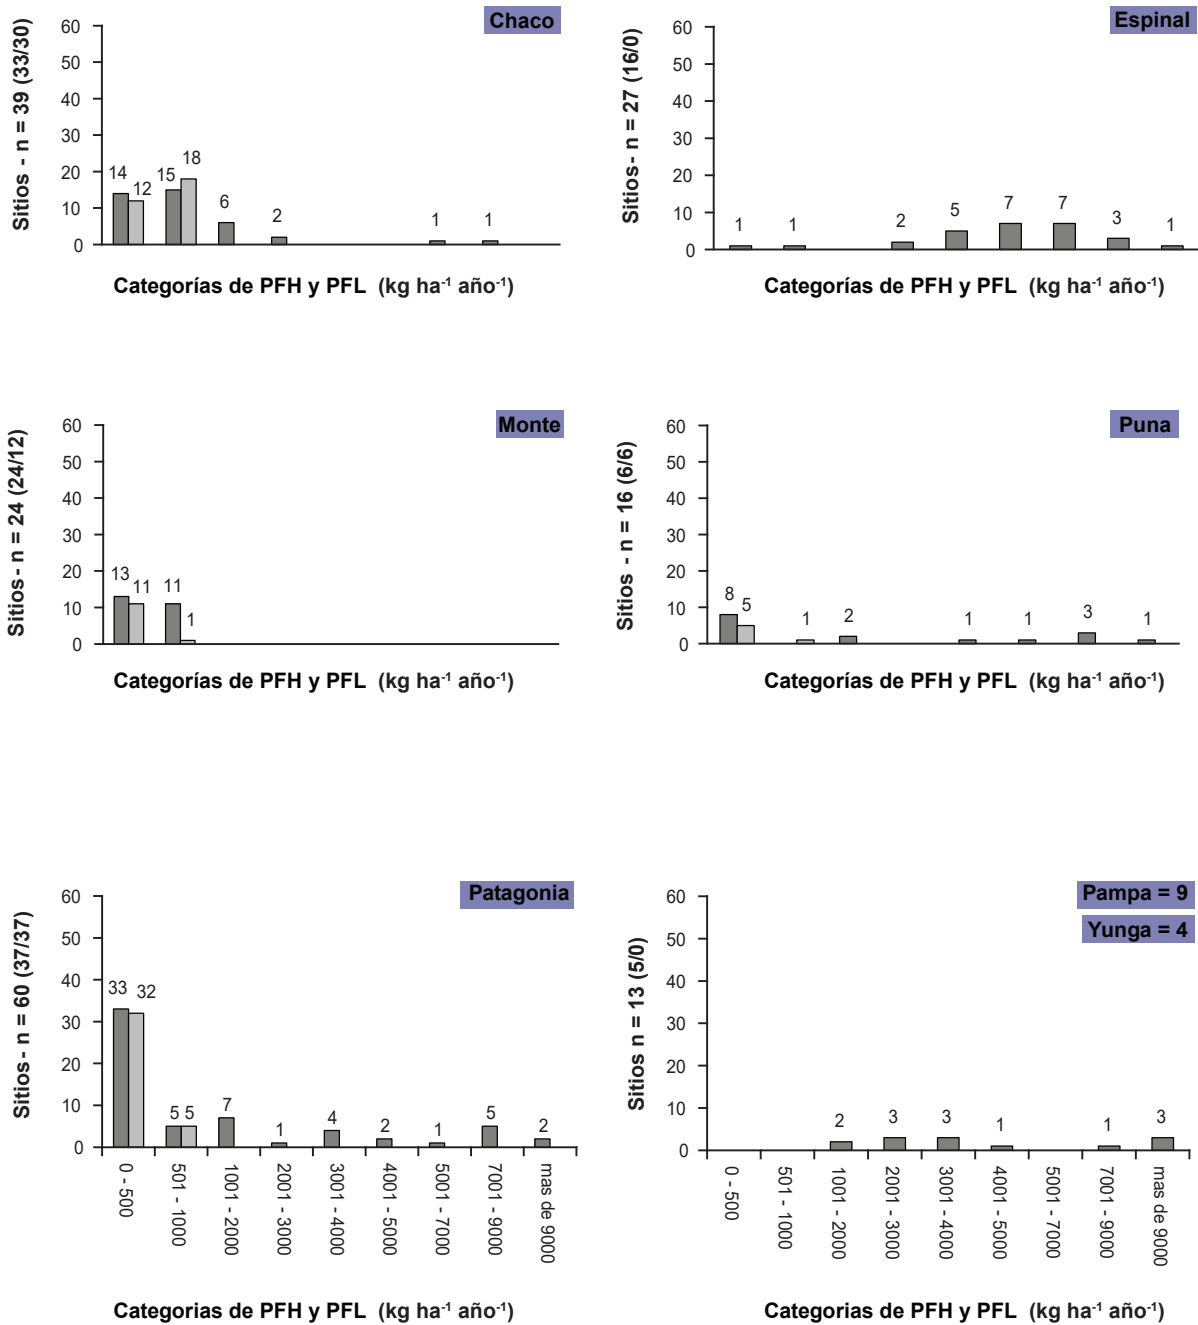 Chaco
Sitios - n = 39 (33/30)
60
50
40
30
20
10
0
14
12
15
18
6
2
1
1
Categorías de PFH y PFL (kg ha⁻¹ año⁻¹)
Espinal
Sitios- n = 27 (16/0)
60
50
40
30
20
10
0
1
1
2
5
7
7
3
1
Categorías de PFH y PFL (kg ha⁻¹ año⁻¹)
Monte
Sitios- n = 24 (24/12)
60
50
40
30
20
10
0
13
11
11
1
Categorías de PFH y PFL (kg ha⁻¹ año⁻¹)
Puna
Sitios - n = 16 (6/6)
60
50
40
30
20
10
0
8
5
1
2
1
1
3
1
Categorías de PFH y PFL (kg ha⁻¹ año⁻¹)
Patagonia
Sitios- n = 60 (37/37)
60
50
40
30
20
10
0
33
32
5
5
7
1
4
2
1
5
2
0 - 500
501 - 1000
1001 - 2000
2001 - 3000
3001 - 4000
4001 - 5000
5001 - 7000
7001 - 9000
mas de 9000
Categorias de PFH y PFL (kg ha⁻¹ año⁻¹)
Pampa = 9
Yunga = 4
Sitios n = 13 (5/0)
60
50
40
30
20
10
0
2
3
3
1
1
3
0 - 500
501 - 1000
1001 - 2000
2001 - 3000
3001 - 4000
4001 - 5000
5001 - 7000
7001 - 9000
mas de 9000
Categorias de PFH y PFL (kg ha⁻¹ año⁻¹)